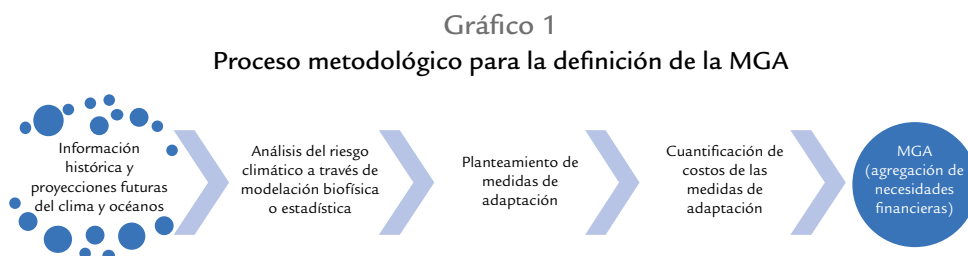 Gráfico 1
Proceso metodológico para la definición de la MGA
Información
histórica y
proyecciones futuras
del clima y océanos
Análisis del riesgo
climático a través de
modelación biofísica
o estadística
Planteamiento de
medidas de
adaptación
Cuantificación de
costos de las
medidas de
adaptación
MGA
(agregación de
necesidades
financieras)